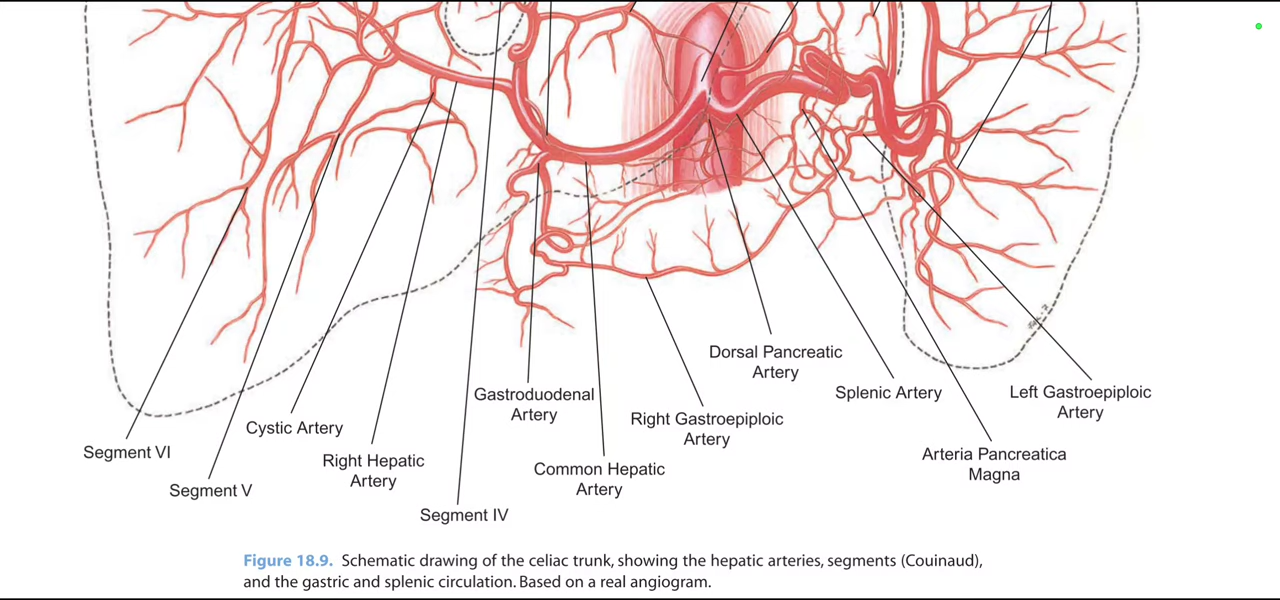 Dorsal Pancreatic
Artery
Gastroduodenal
Artery
Splenic Artery
Left Gastroepiploic
Artery
Right Gastroepiploic
Artery
Cystic Artery
Segment VI
Right Hepatic
Artery
Common Hepatic
Artery
Arteria Pancreatica
Magna
Segment V
Segment IV
Figure 18.9. Schematic drawing of the celiac trunk, showing the hepatic arteries, segments (Couinaud),
and the gastric and splenic circulation. Based on a real angiogram.